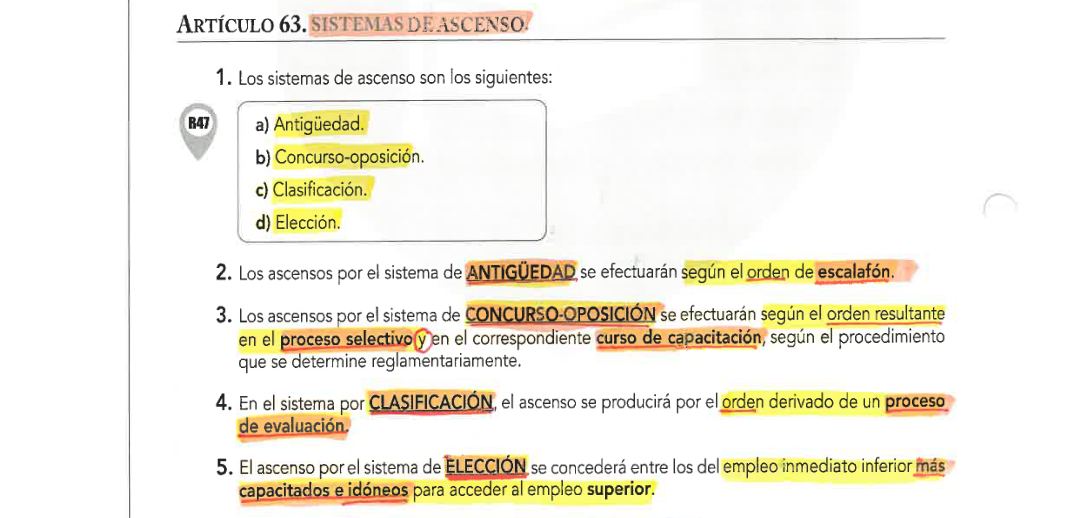 ARTÍCULO 63. SISTEMAS DE ASCENSO.
1. Los sistemas de ascenso son los siguientes:
R47
a) Antigüedad.
b) Concurso-oposición.
c) Clasificación.
d) Elección.
2. Los ascensos por el sistema de ANTIGÜEDAD se efectuarán según el orden de escalafón.
3. Los ascensos por el sistema de CONCURSO-OPOSICIÓN se efectuarán según el orden resultante
en el proceso selectivo y en el correspondiente curso de capacitación, según el procedimiento
que se determine reglamentariamente.
4. En el sistema por CLASIFICACIÓN, el ascenso se producirá por el orden derivado de un proceso
de evaluación.
5. El ascenso por el sistema de ELECCIÓN se concederá entre los del empleo inmediato inferior más
capacitados e idóneos para acceder al empleo superior.